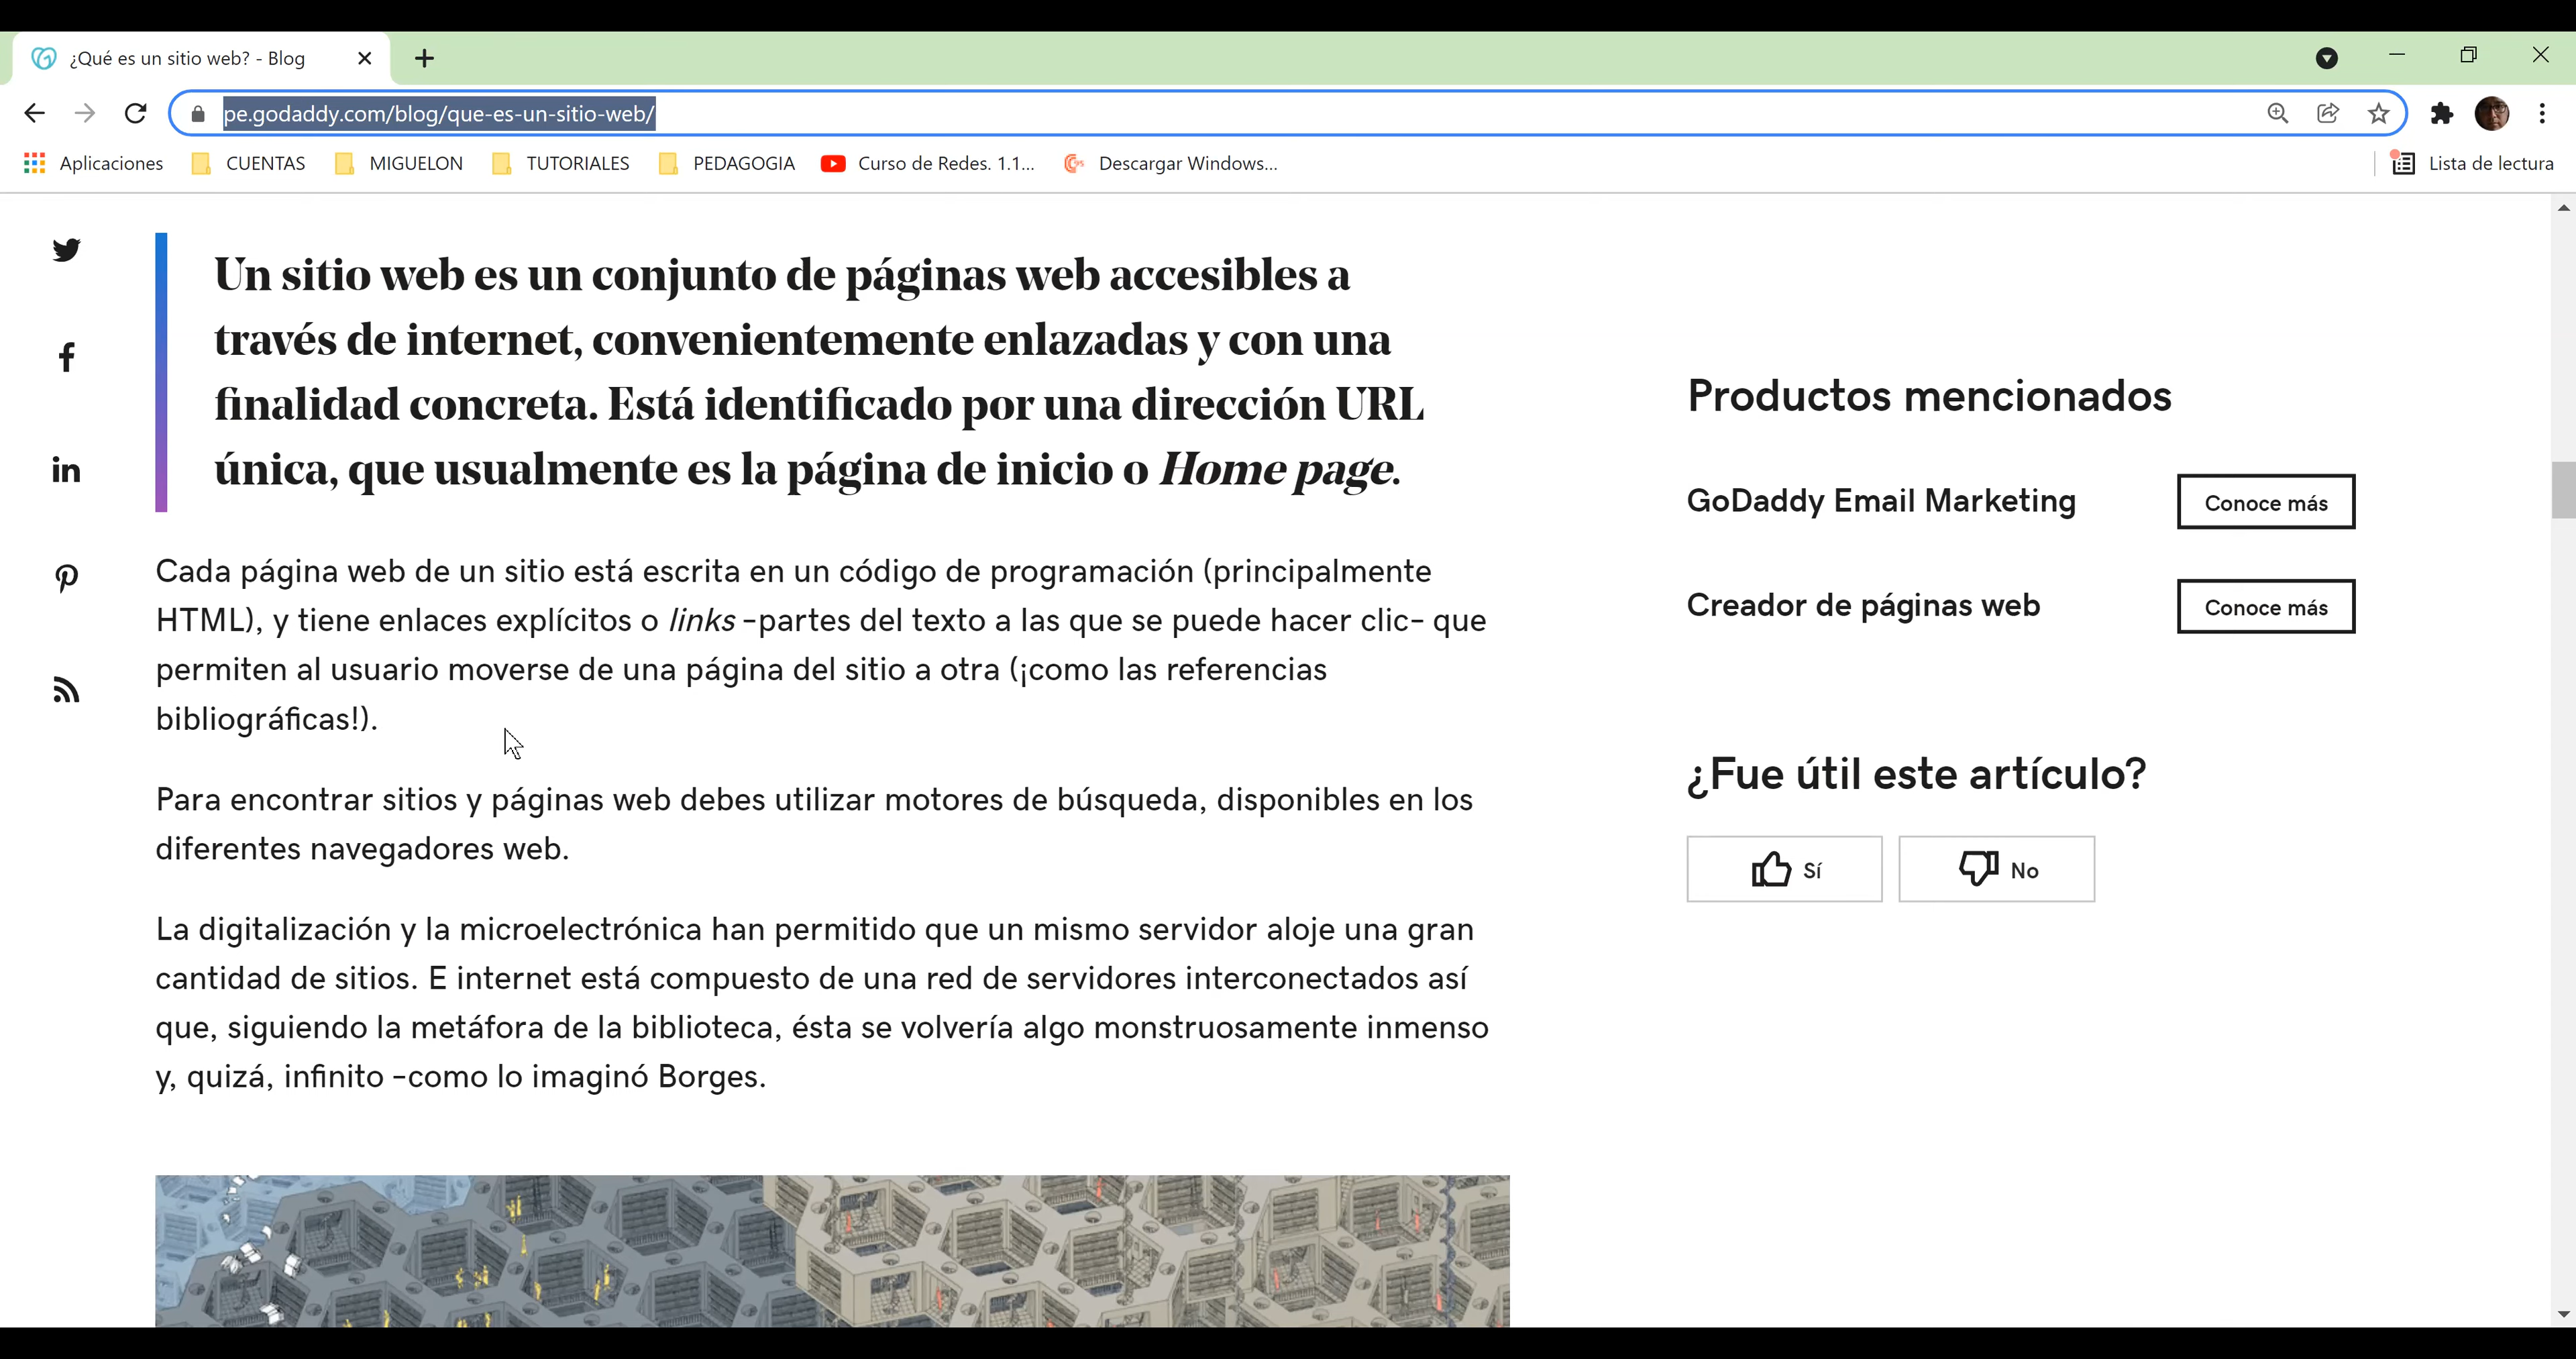 ¿Qué es un sitio web? - Blog
pe.godaddy.com/blog/que-es-un-sitio-web/
Aplicaciones CUENTAS MIGUELON TUTORIALES PEDAGOGIA Curso de Redes. 1.1... Descargar Windows... Lista de lectura
Un sitio web es un conjunto de páginas web accesibles a
través de internet, convenientemente enlazadas y con una
finalidad concreta. Está identificado por una dirección URL
única, que usualmente es la página de inicio o Home page.
Cada página web de un sitio está escrita en un código de programación (principalmente
HTML), y tiene enlaces explícitos o links –partes del texto a las que se puede hacer clic– que
permiten al usuario moverse de una página del sitio a otra (¡como las referencias
bibliográficas!).
Para encontrar sitios y páginas web debes utilizar motores de búsqueda, disponibles en los
diferentes navegadores web.
La digitalización y la microelectrónica han permitido que un mismo servidor aloje una gran
cantidad de sitios. E internet está compuesto de una red de servidores interconectados así
que, siguiendo la metáfora de la biblioteca, ésta se volvería algo monstruosamente inmenso
y, quizá, infinito –como lo imaginó Borges.
Productos mencionados
GoDaddy Email Marketing Conoce más
Creador de páginas web Conoce más
¿Fue útil este artículo?
Sí No